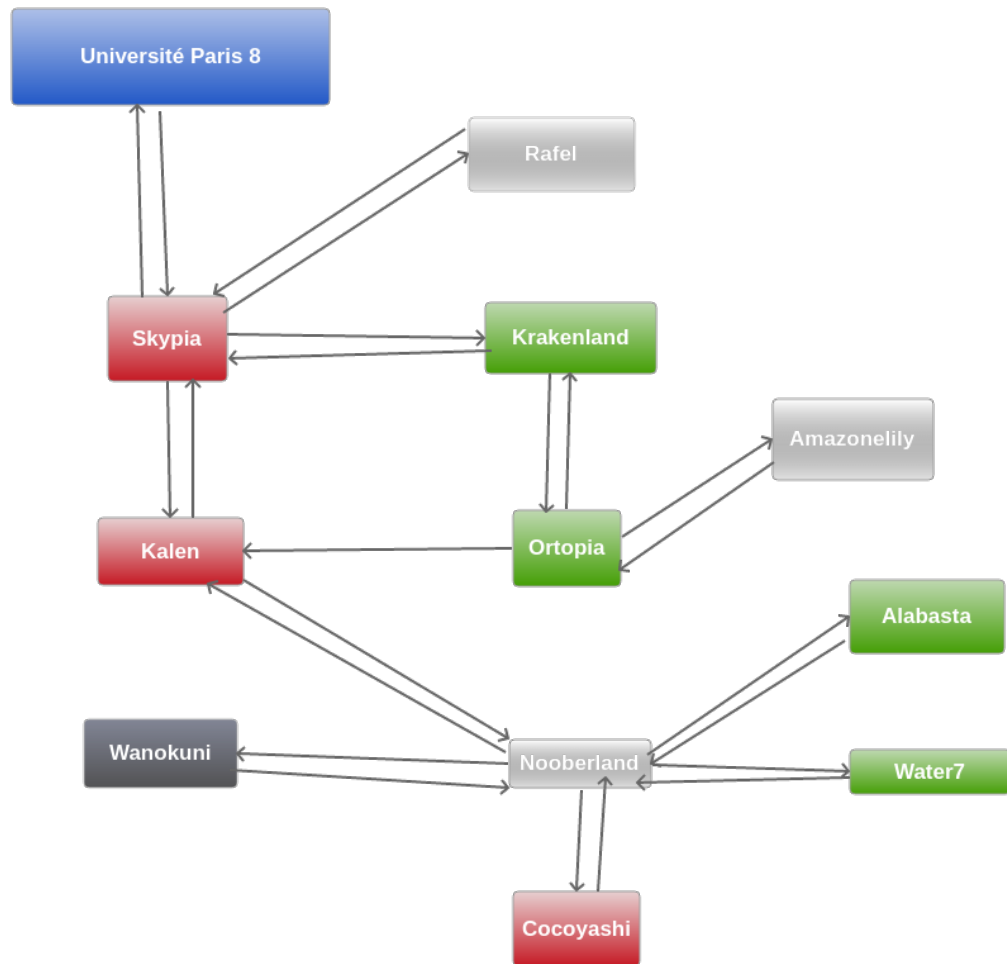 Université Paris 8
Rafel
Skypia
Krakenland
Amazonelily
Kalen
Ortopia
Alabasta
Wanokuni
Nooberland
Water7
Cocoyashi